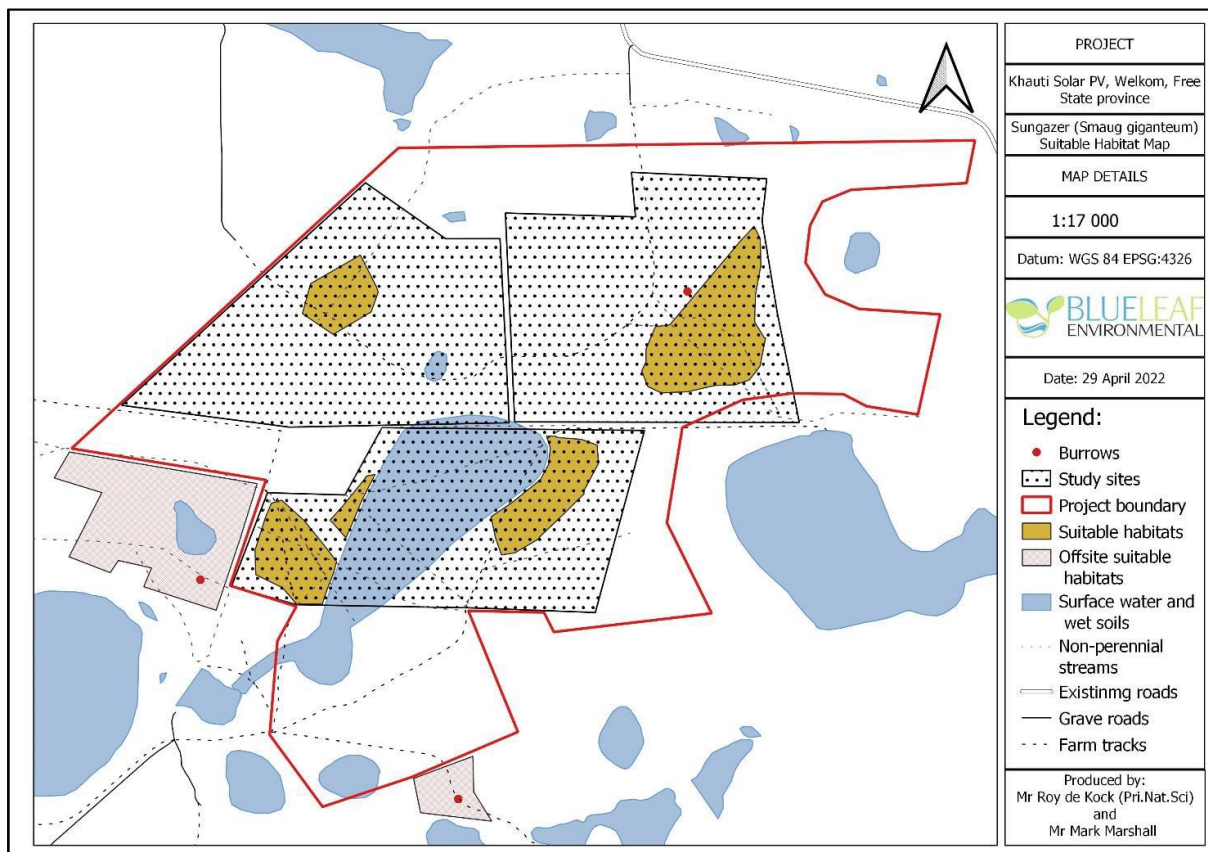 PROJECT
Khauti Solar PV, Welkom, Free
State province
Sungazer (Smaug giganteum)
Suitable Habitat Map
MAP DETAILS
1:17 000
Datum: WGS 84 EPSG:4326
BLUELEAF
ENVIRONMENTAL
Date: 29 April 2022
Legend:
Burrows
Study sites
Project boundary
Suitable habitats
Offsite suitable
habitats
Surface water and
wet soils
Non-perennial
streams
Existinmg roads
Grave roads
Farm tracks
Produced by:
Mr Roy de Kock (Pri.Nat.Sci)
and
Mr Mark Marshall